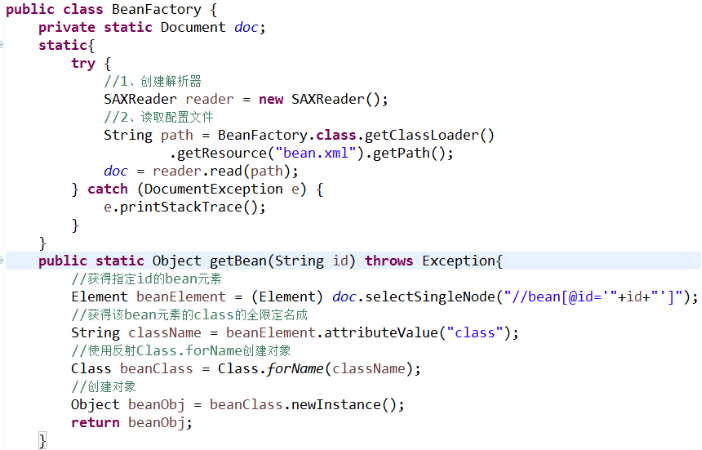 public class BeanFactory {
    private static Document doc;
    static{
        try {
            //1、创建解析器
            SAXReader reader = new SAXReader();
            //2、读取配置文件
            String path = BeanFactory.class.getClassLoader()
                    .getResource("bean.xml").getPath();
            doc = reader.read(path);
        } catch (DocumentException e) {
            e.printStackTrace();
        }
    }
    public static Object getBean(String id) throws Exception{
        //获得指定id的bean元素
        Element beanElement = (Element) doc.selectSingleNode("//bean[@id='"+id+"']");
        //获得该bean元素的class的全限定名成
        String className = beanElement.attributeValue("class");
        //使用反射Class.forName创建对象
        Class beanClass = Class.forName(className);
        //创建对象
        Object beanObj = beanClass.newInstance();
        return beanObj;
    }